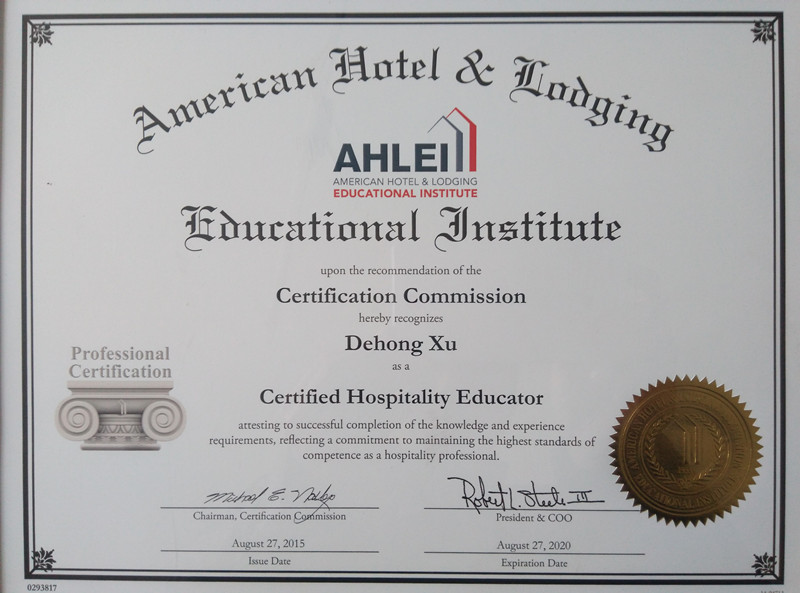 American Hotel & Lodging
AHLEI
AMERICAN HOTEL & LODGING
EDUCATIONAL INSTITUTE
Educational Institute
upon the recommendation of the
Certification Commission
hereby recognizes
Dehong Xu
as a
Certified Hospitality Educator
Professional
Certification
attesting to successful completion of the knowledge and experience
requirements, reflecting a commitment to maintaining the highest standards of
competence as a hospitality professional.
Robert L. Steele III
Chairman, Certification Commission
President & COO
August 27, 2015
August 27, 2020
Issue Date
Expiration Date
0293817